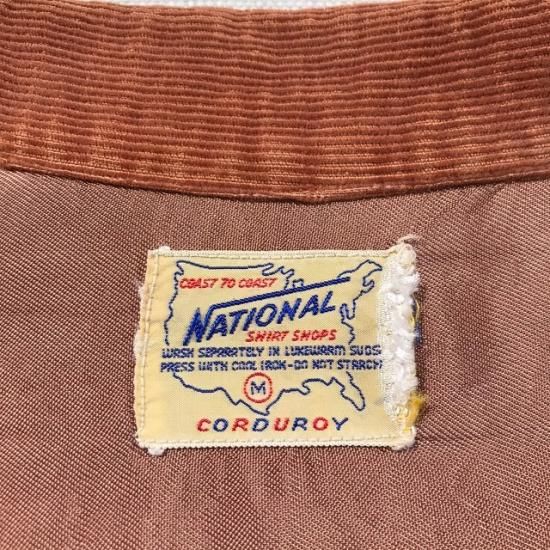 COAST TO COAST
NATIONAL
SHIRT SHOPS
WASH SEPARATELY IN LUKEWARM SUDS
PRESS WITH COOL IRON-DO NOT STARCH
M
CORDUROY